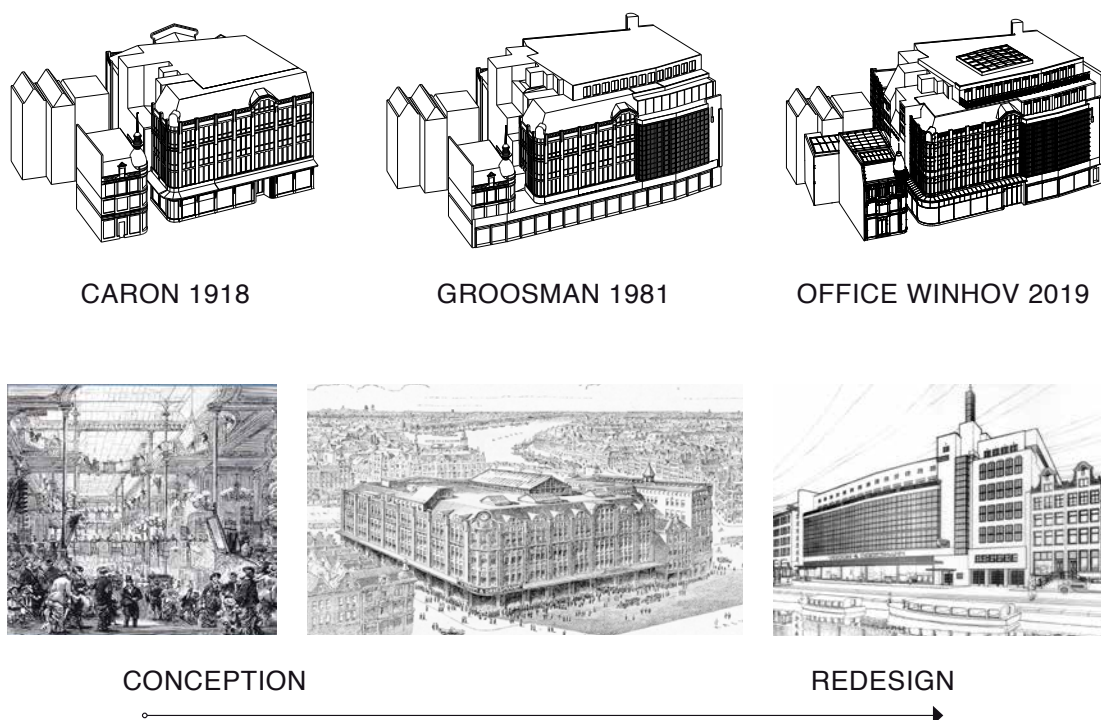 CARON 1918
GROOSMAN 1981
OFFICE WINHOV 2019
CONCEPTION
REDESIGN